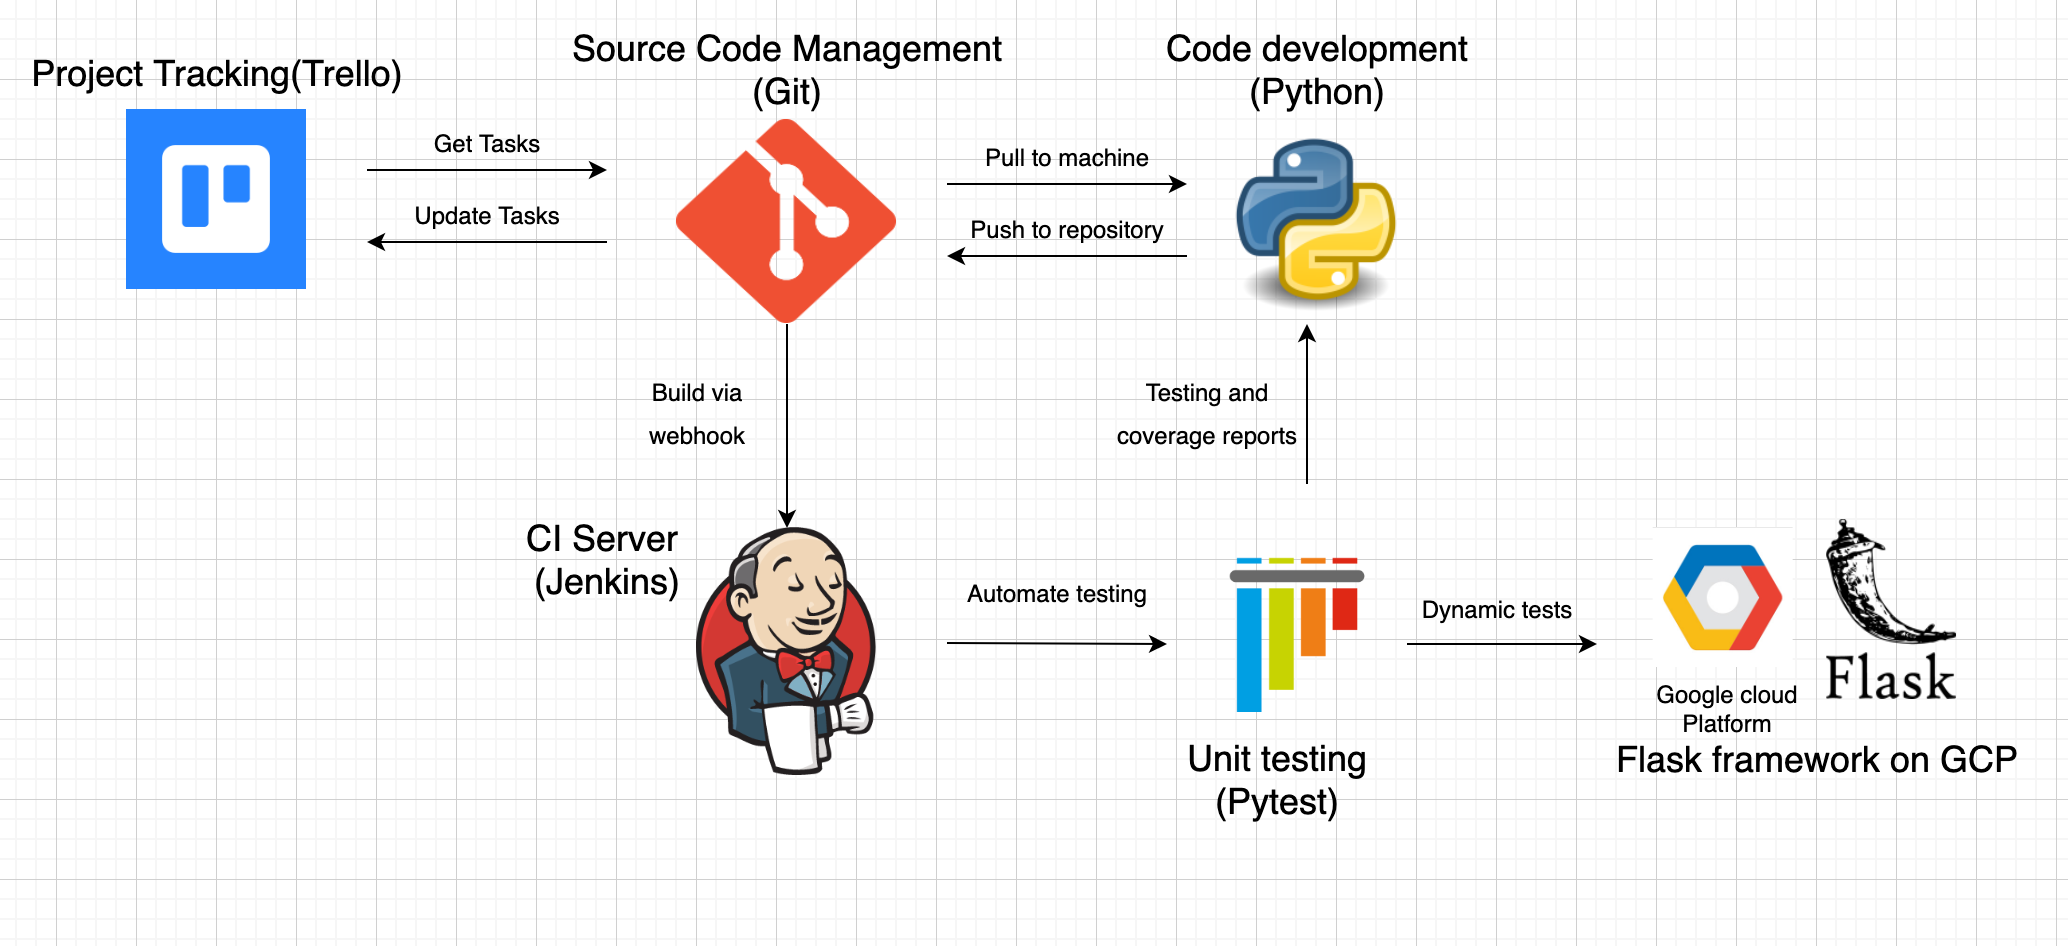 Project Tracking(Trello)
Source Code Management
(Git)
Code development
(Python)
Get Tasks
Update Tasks
Pull to machine
Push to repository
Build via
webhook
Testing and
coverage reports
CI Server
(Jenkins)
Automate testing
Dynamic tests
Unit testing
(Pytest)
Google cloud
Platform
Flask
Flask framework on GCP